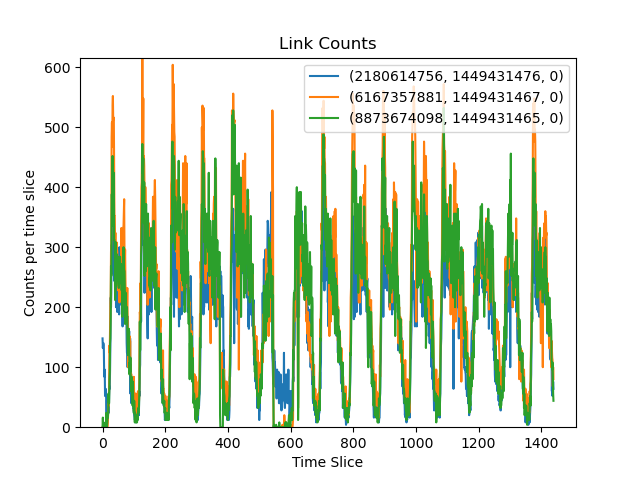 Link Counts
(2180614756, 1449431476, 0)
(6167357881, 1449431467, 0)
(8873674098, 1449431465, 0)
Counts per time slice
600
500
400
300
200
100
0
0 200 400 600 800 1000 1200 1400
Time Slice